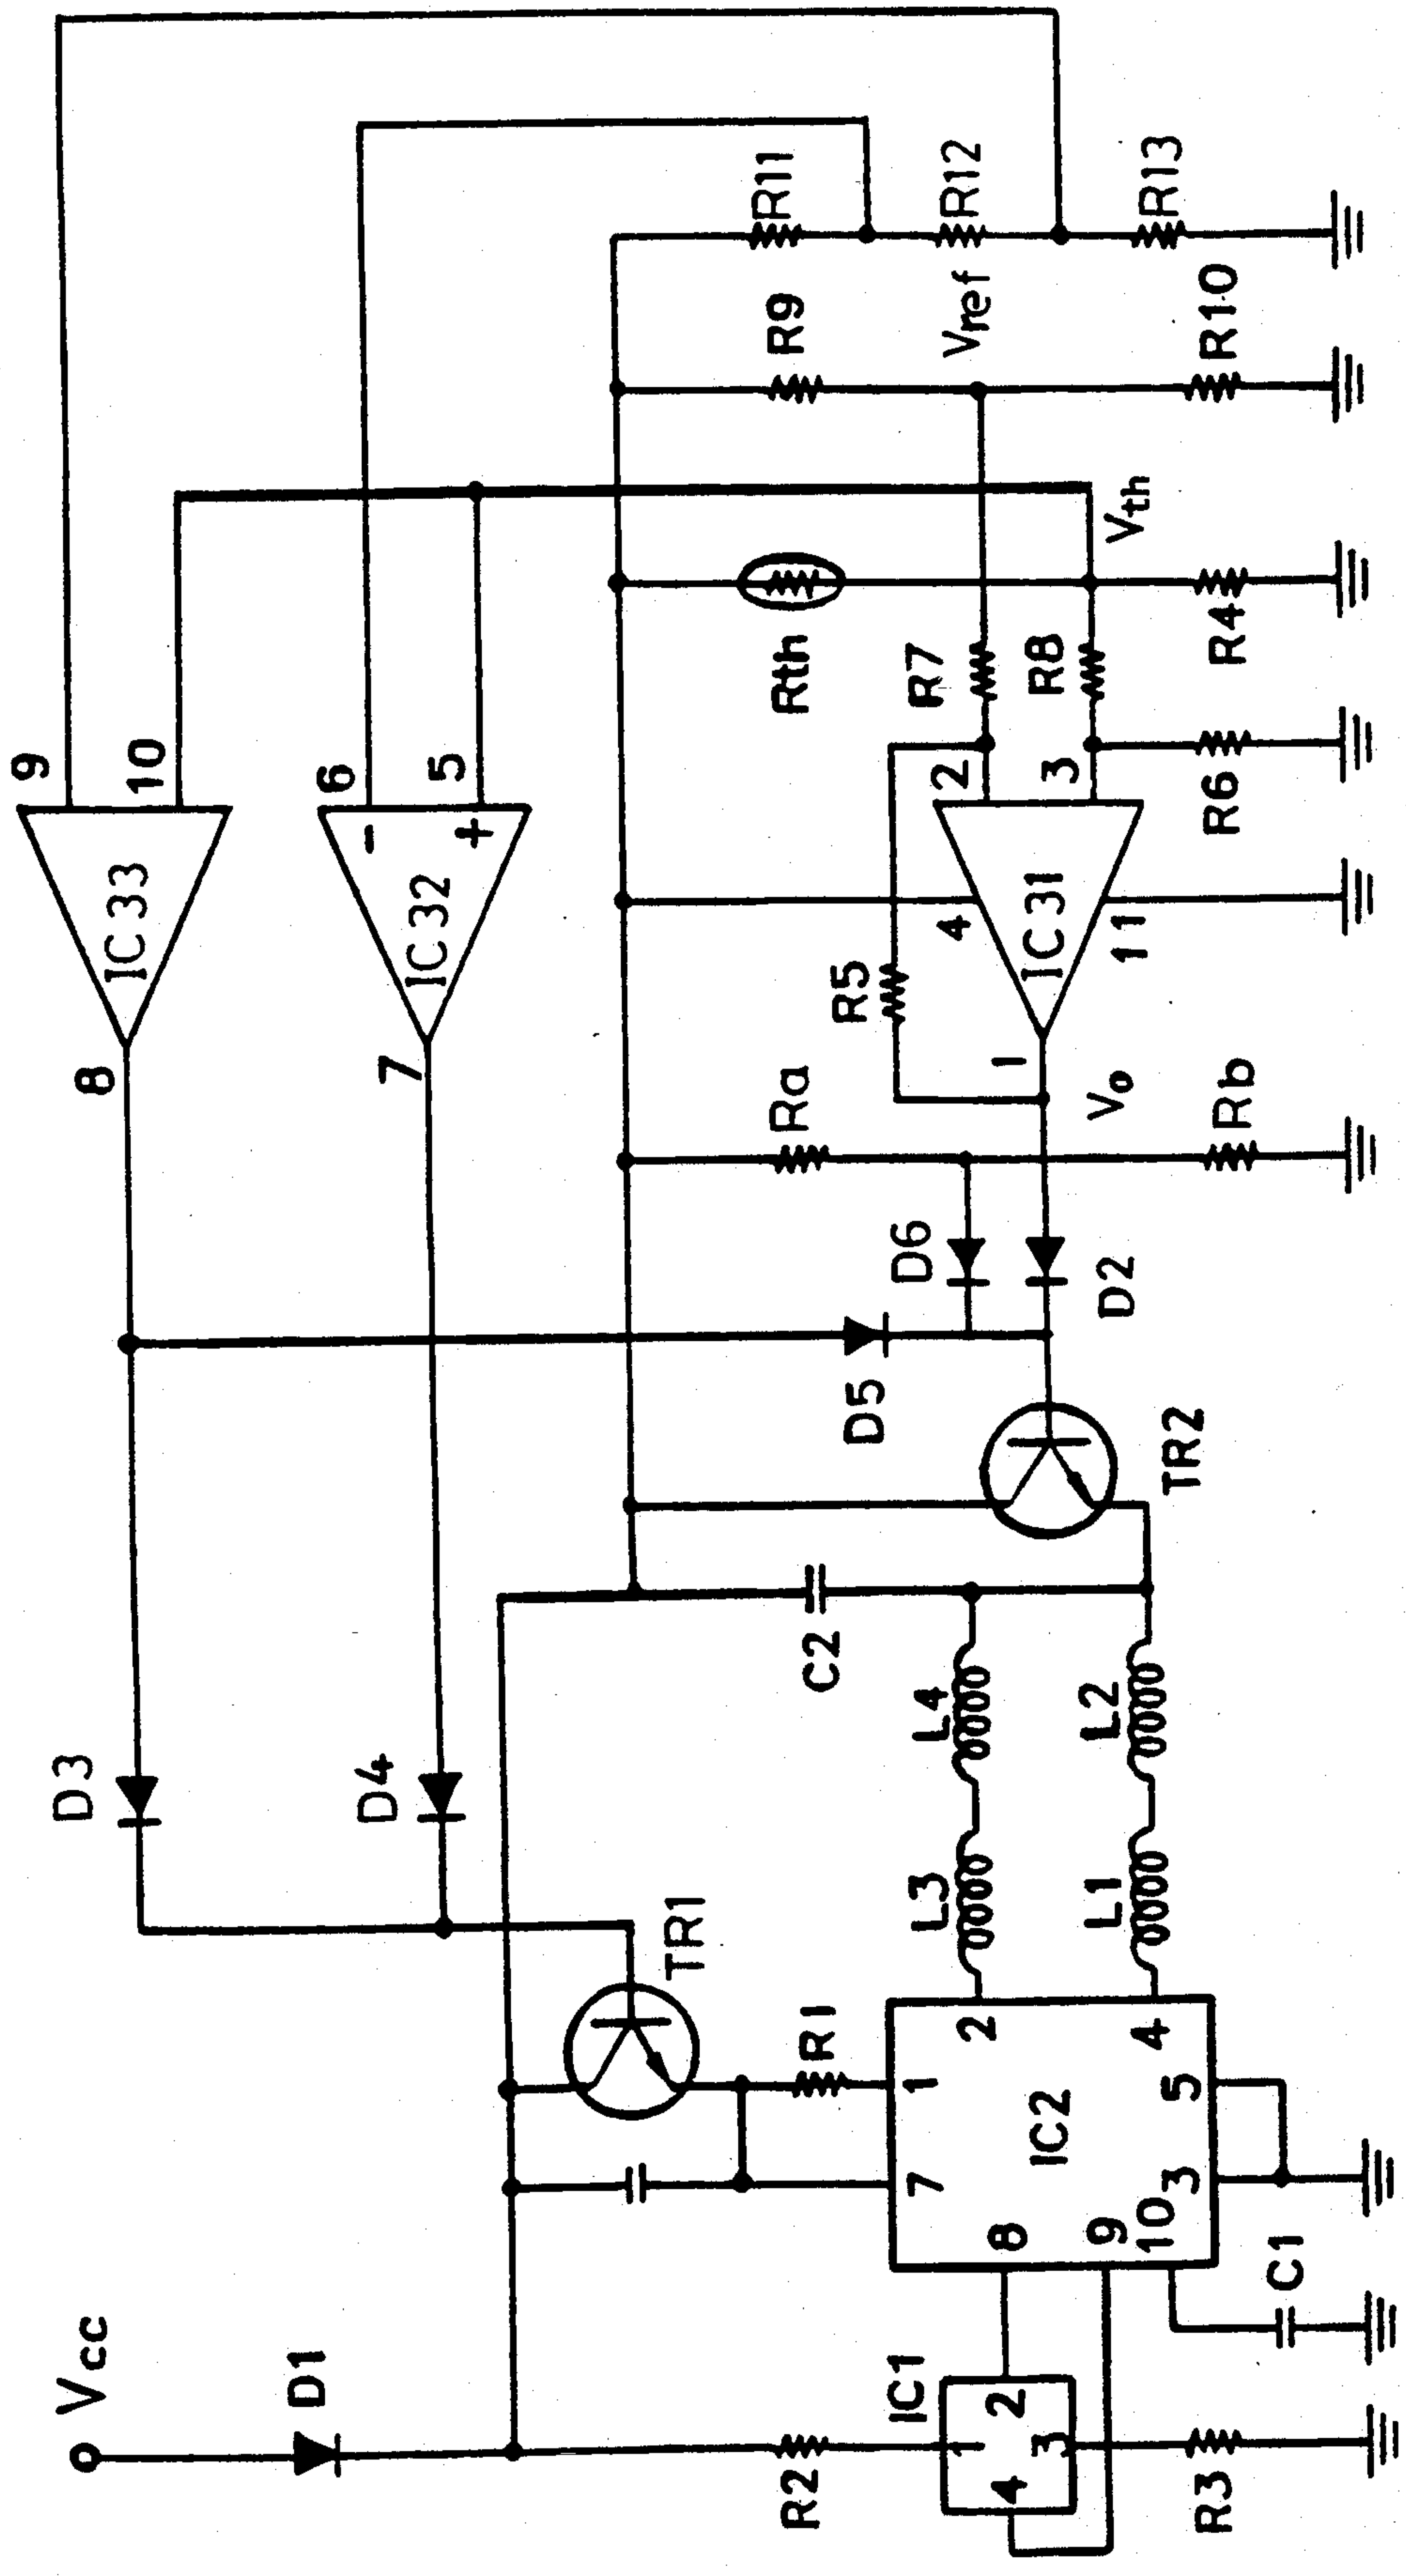 Vcc
D1
R2
IC1
1
2
3
4
R3
C1
8
9
10
3
5
7
1
IC2
2
4
R1
TR1
D3
D4
L3
L4
L1
L2
C2
TR2
D5
D6
D2
Ra
Rb
Vo
R5
1
IC31
4
11
2
3
8
IC33
9
10
7
IC32
-
+
6
5
R6
R7
R8
Rth
R4
Vth
R9
Vref
R10
R11
R12
R13